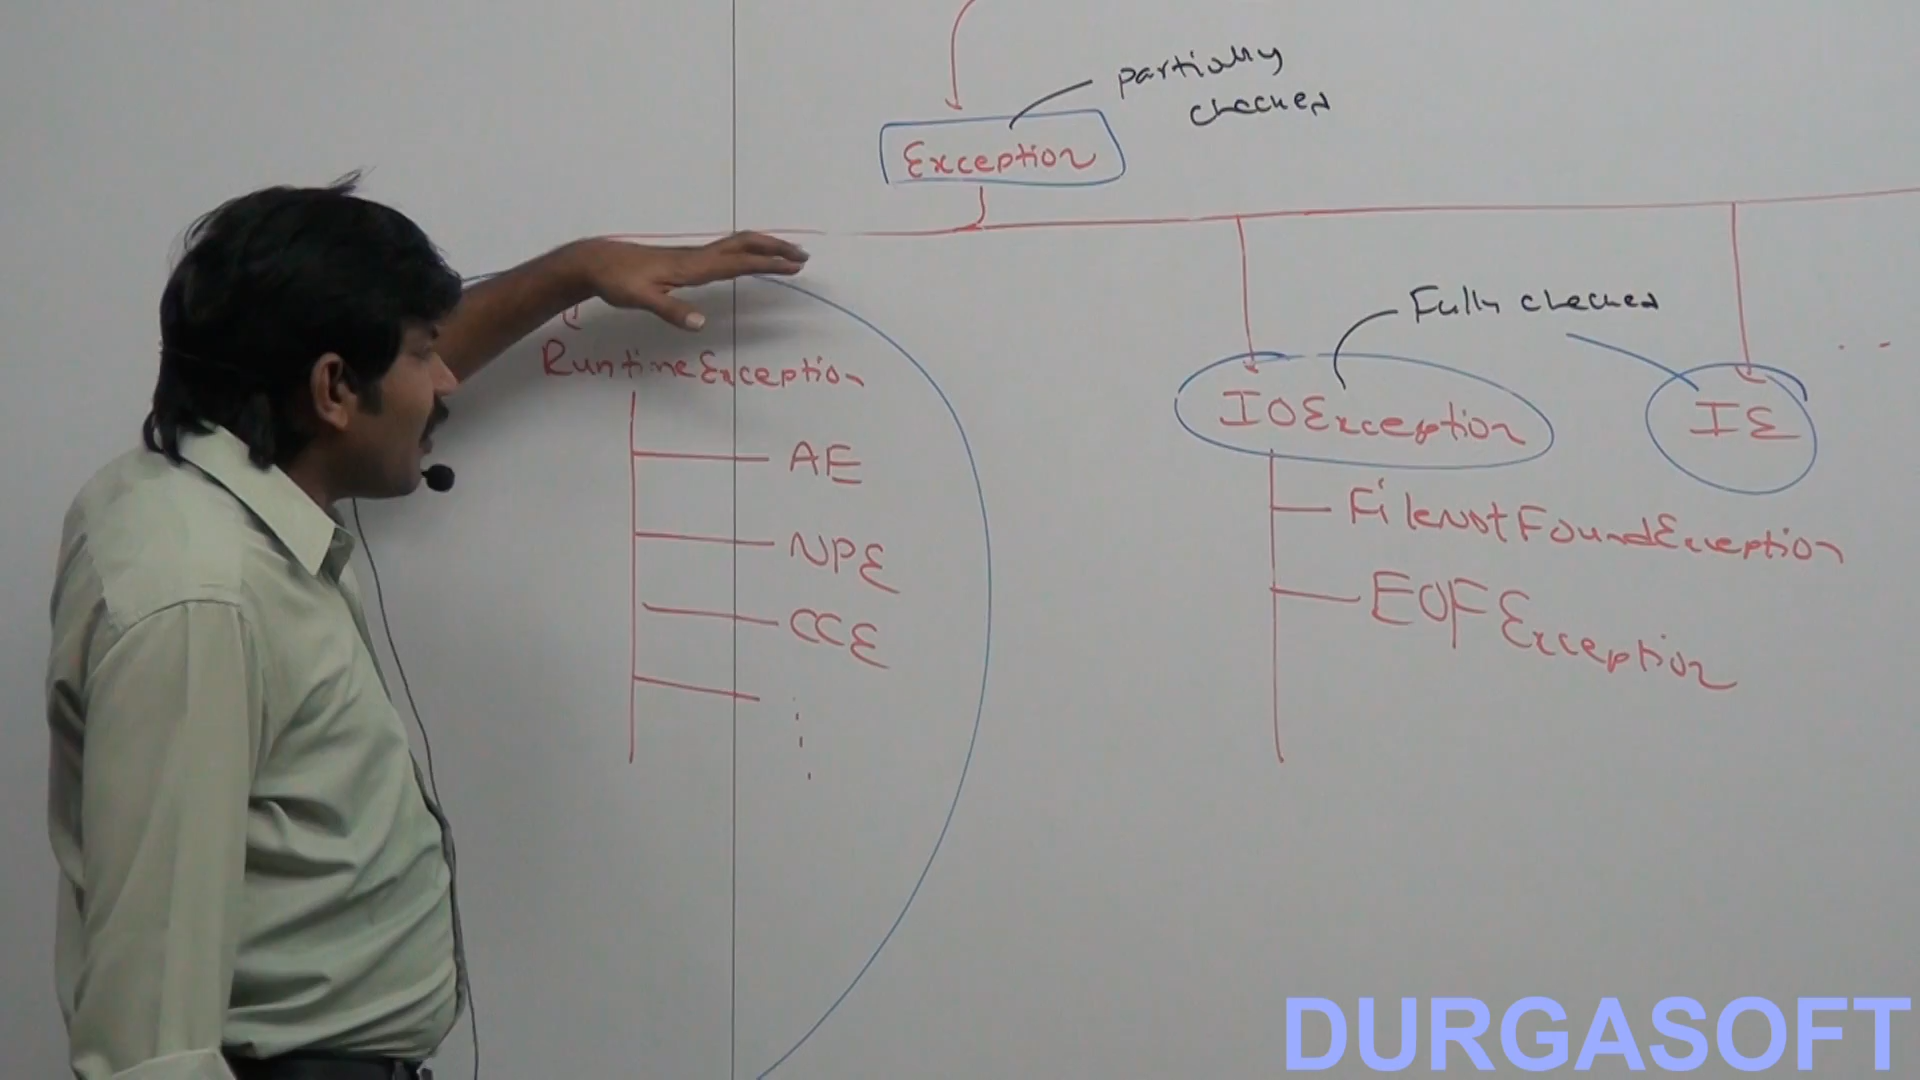 partially
checked
Exception
Fully checked
RuntimeException
IOException
IE
AE
FileNotFoundException
NPE
EOFException
CCE
DURGASOFT